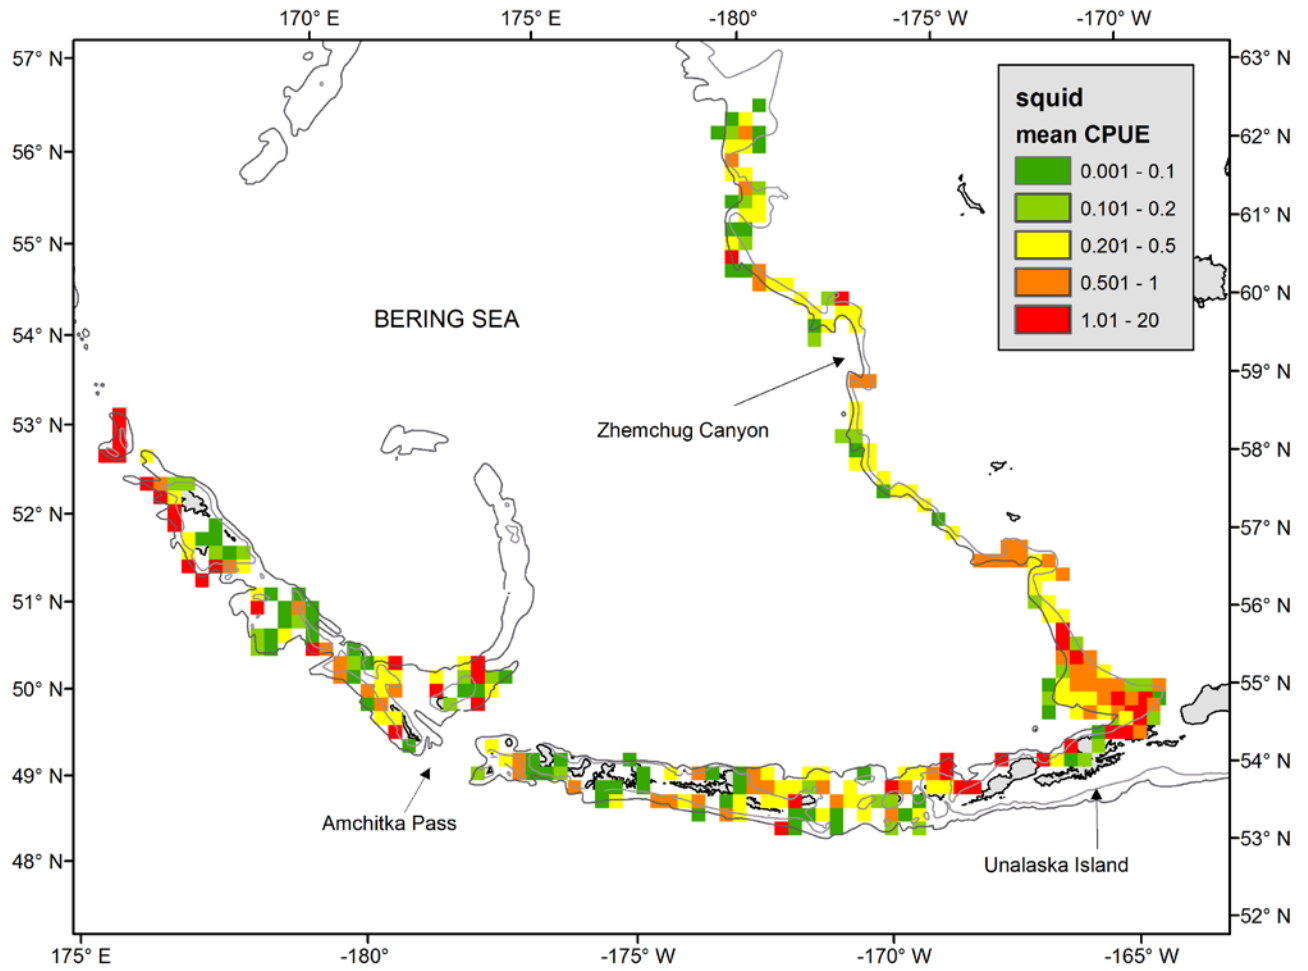 170° E
175° E
-180°
-175° W
-170° W
57° N
56° N
55° N
54° N
53° N
52° N
51° N
50° N
49° N
48° N
63° N
62° N
61° N
60° N
59° N
58° N
57° N
56° N
55° N
54° N
53° N
52° N
squid
mean CPUE
0.001 - 0.1
0.101 - 0.2
0.201 - 0.5
0.501 - 1
1.01 - 20
BERING SEA
Zhemchug Canyon
Amchitka Pass
Unalaska Island
175° E
-180°
-175° W
-170° W
-165° W